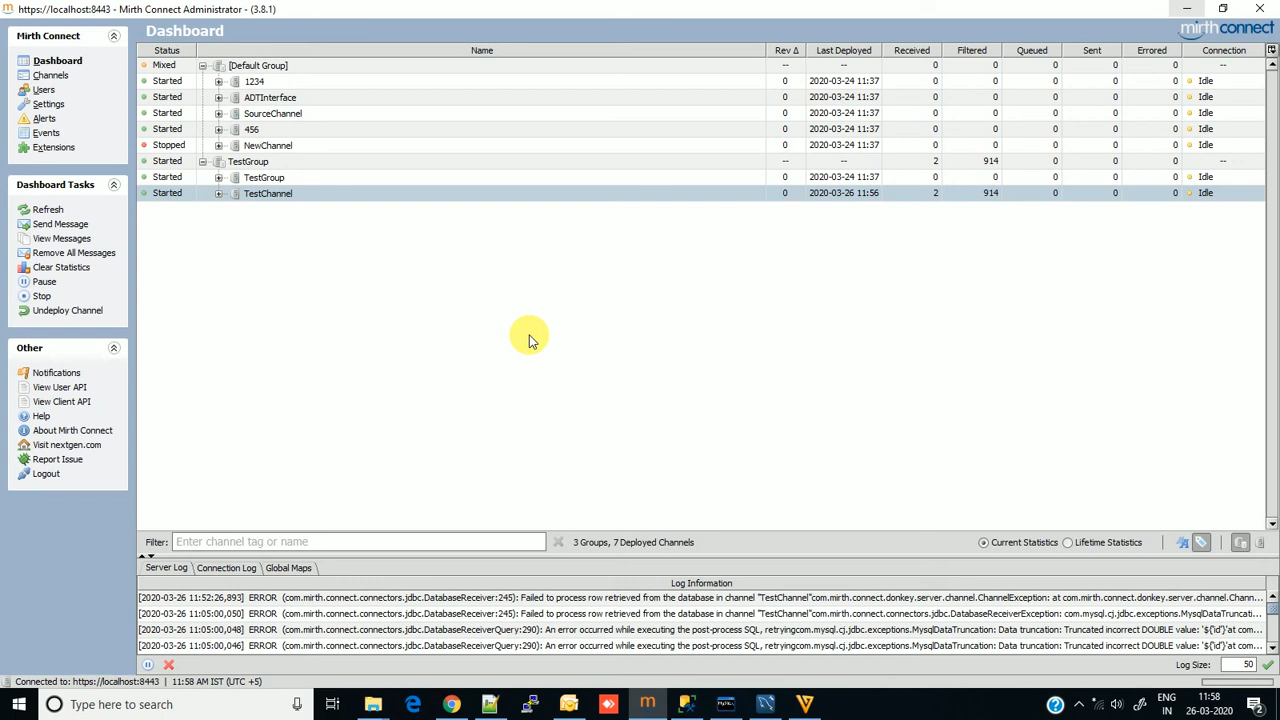 https://localhost:8443 - Mirth Connect Administrator - (3.8.1)
Mirth Connect
Dashboard
Channels
Users
Settings
Alerts
Events
Extensions
Dashboard Tasks
Refresh
Send Message
View Messages
Remove All Messages
Clear Statistics
Pause
Stop
Undeploy Channel
Other
Notifications
View User API
View Client API
Help
About Mirth Connect
Visit nextgen.com
Report Issue
Logout
Dashboard
mirthconnect
Status Name Rev Δ Last Deployed Received Filtered Queued Sent Errored Connection
Mixed [Default Group] -- -- 0 0 0 0 0 --
Started 1234 0 2020-03-24 11:37 0 0 0 0 0 Idle
Started ADTInterface 0 2020-03-24 11:37 0 0 0 0 0 Idle
Started SourceChannel 0 2020-03-24 11:37 0 0 0 0 0 Idle
Started 456 0 2020-03-24 11:37 0 0 0 0 0 Idle
Stopped NewChannel 0 2020-03-24 11:37 0 0 0 0 0 Idle
Started TestGroup -- -- 2 914 0 0 0 --
Started TestGroup 0 2020-03-24 11:37 0 0 0 0 0 Idle
Started TestChannel 0 2020-03-26 11:56 2 914 0 0 0 Idle
Filter: Enter channel tag or name 3 Groups, 7 Deployed Channels Current Statistics Lifetime Statistics
Server Log Connection Log Global Maps
Log Information
[2020-03-26 11:52:26,893] ERROR (com.mirth.connect.connectors.jdbc.DatabaseReceiver:245): Failed to process row retrieved from the database in channel "TestChannel"com.mirth.connect.donkey.server.channel.ChannelException: at com.mirth.connect.donkey.server.channel.Chann...
[2020-03-26 11:05:00,050] ERROR (com.mirth.connect.connectors.jdbc.DatabaseReceiver:245): Failed to process row retrieved from the database in channel "TestChannel"com.mirth.connect.connectors.jdbc.DatabaseReceiverException: com.mysql.cj.jdbc.exceptions.MysqlDataTruncati...
[2020-03-26 11:05:00,048] ERROR (com.mirth.connect.connectors.jdbc.DatabaseReceiverQuery:290): An error occurred while executing the post-process SQL, retryingcom.mysql.cj.jdbc.exceptions.MysqlDataTruncation: Data truncation: Truncated incorrect DOUBLE value: '${'id'}'at com...
[2020-03-26 11:05:00,046] ERROR (com.mirth.connect.connectors.jdbc.DatabaseReceiverQuery:290): An error occurred while executing the post-process SQL, retryingcom.mysql.cj.jdbc.exceptions.MysqlDataTruncation: Data truncation: Truncated incorrect DOUBLE value: '${'id'}'at com...
Log Size: 50
Connected to: https://localhost:8443 | 11:58 AM IST (UTC +5)
Type here to search
ENG
IN
11:58
26-03-2020
2